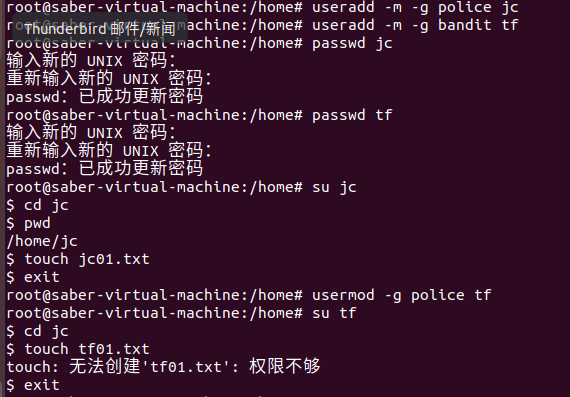 root@saber-virtual-machine:/home# useradd -m -g police jc
root@saber-virtual-machine:/home# useradd -m -g bandit tf
Thunderbird 邮件/新闻
root@saber-virtual-machine:/home# passwd jc
输入新的 UNIX 密码：
重新输入新的 UNIX 密码：
passwd：已成功更新密码
root@saber-virtual-machine:/home# passwd tf
输入新的 UNIX 密码：
重新输入新的 UNIX 密码：
passwd：已成功更新密码
root@saber-virtual-machine:/home# su jc
$ cd jc
$ pwd
/home/jc
$ touch jc01.txt
$ exit
root@saber-virtual-machine:/home# usermod -g police tf
root@saber-virtual-machine:/home# su tf
$ cd jc
$ touch tf01.txt
touch: 无法创建'tf01.txt': 权限不够
$ exit